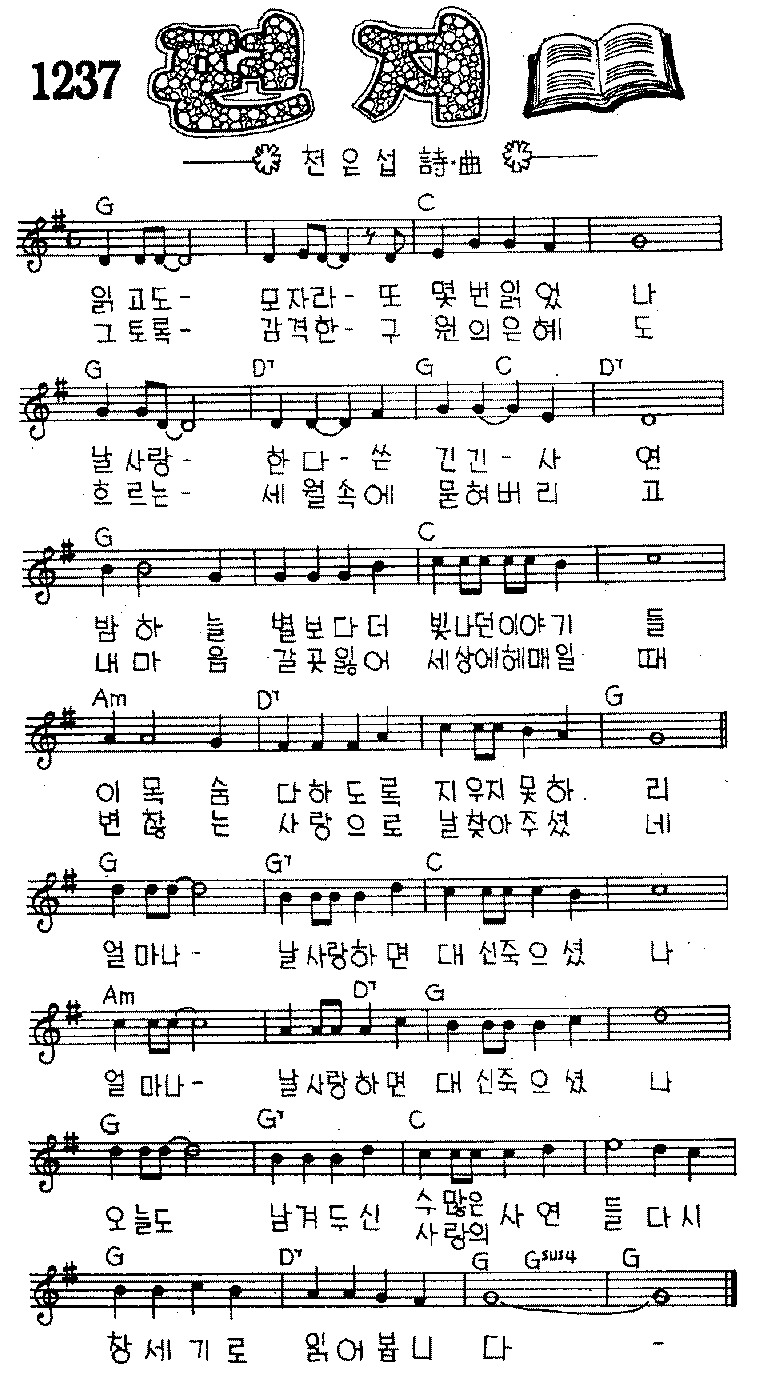 1237 편지
전은섭 詩·曲
G C
읽고도- 모자라- 또 몇번읽었 나
그토록- 감격한- 구 원의은혜 도
G D7 G C D7
날사랑- 한다- 쓴 긴긴- 사 연
흐르는- 세월속에 묻혀버리 고
G C
밤하늘 별보다더 빛나던이야기 들
내마음 갈곳잃어 세상에헤매일 때
Am D7 G
이목숨 다하도록 지우지못하 리
변찮는 사랑으로 날찾아주셨 네
G G7 C
얼마나- 날사랑하면 대신죽으셨 나
Am D7 G
얼마나- 날사랑하면 대신죽으셨 나
G G7 C
오늘도 남겨두신 수많은 사연 들다시
사랑의
G D7 G Gsus4 G
창세기로 읽어봅니 다 -